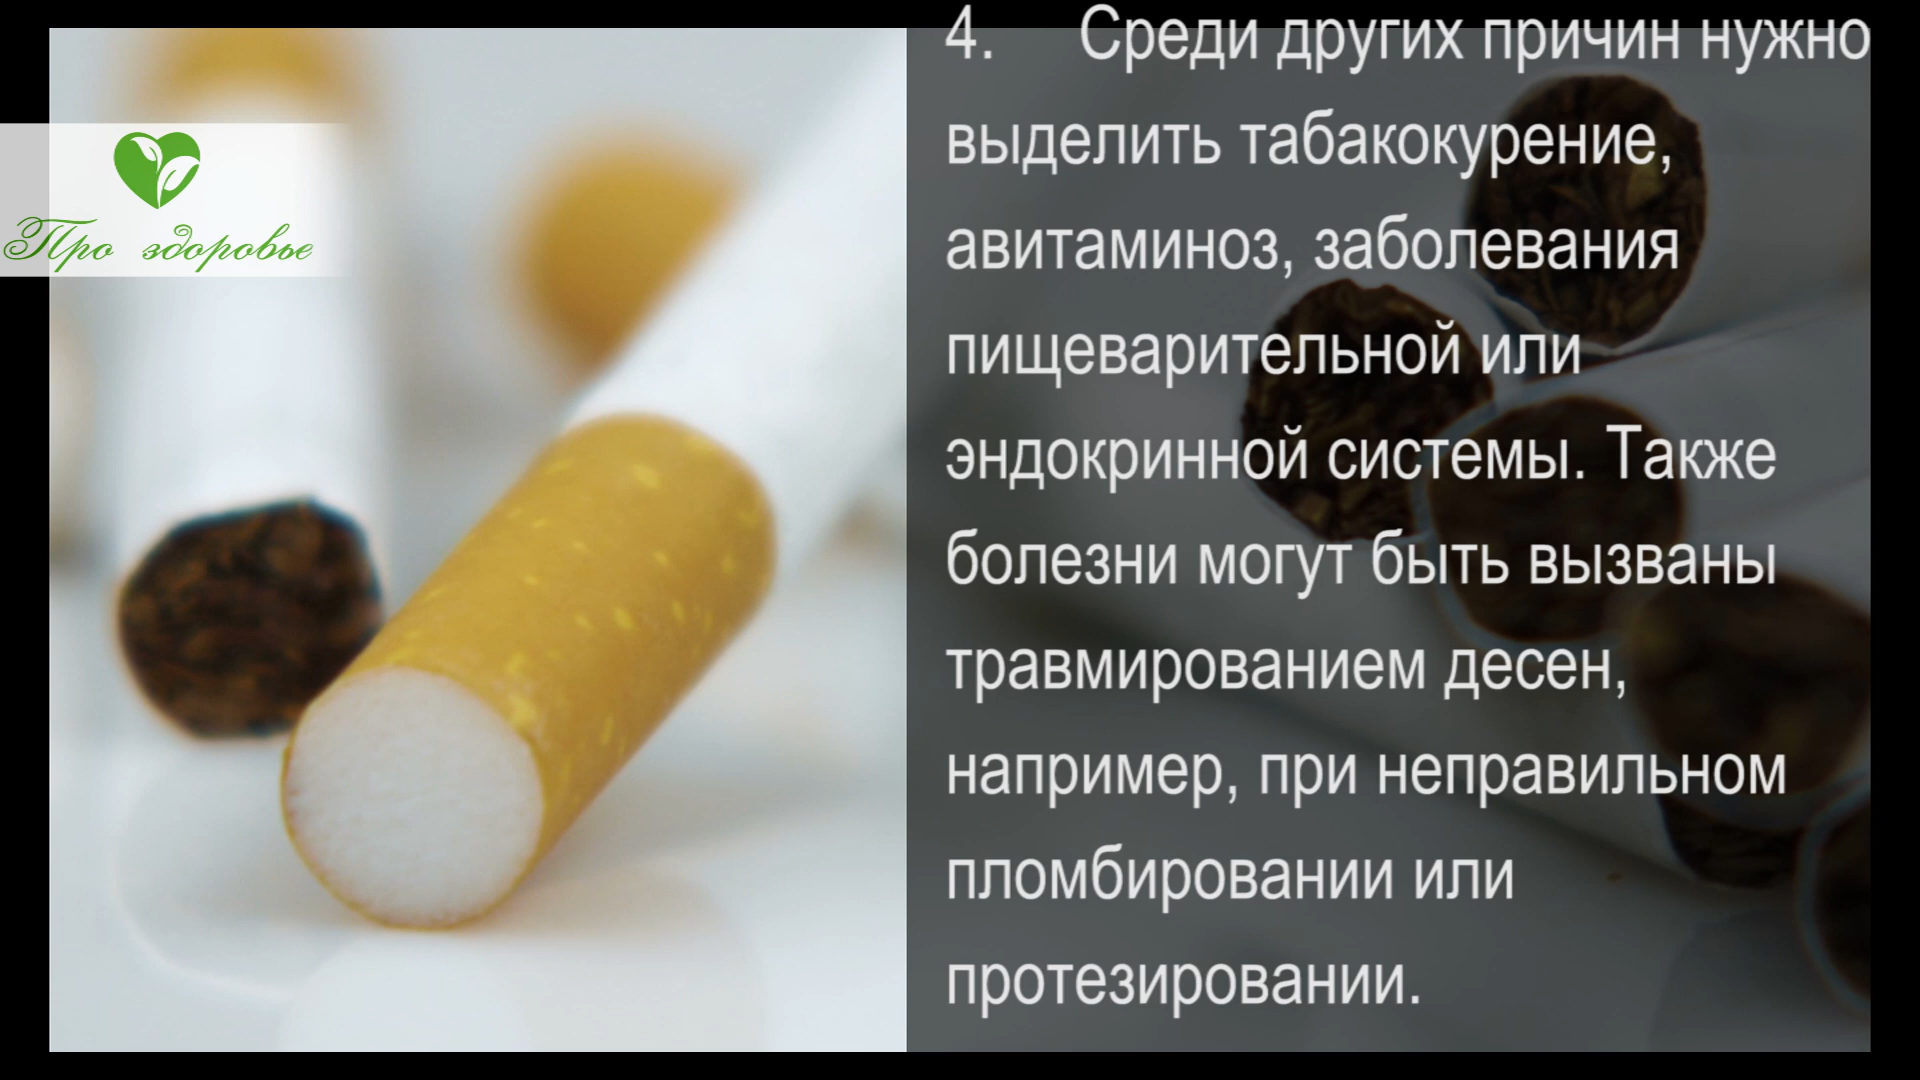 4. Среди других причин нужно
выделить табакокурение,
авитаминоз, заболевания
пищеварительной или
эндокринной системы. Также
болезни могут быть вызваны
травмированием десен,
например, при неправильном
пломбировании или
протезировании.
Про здоровье